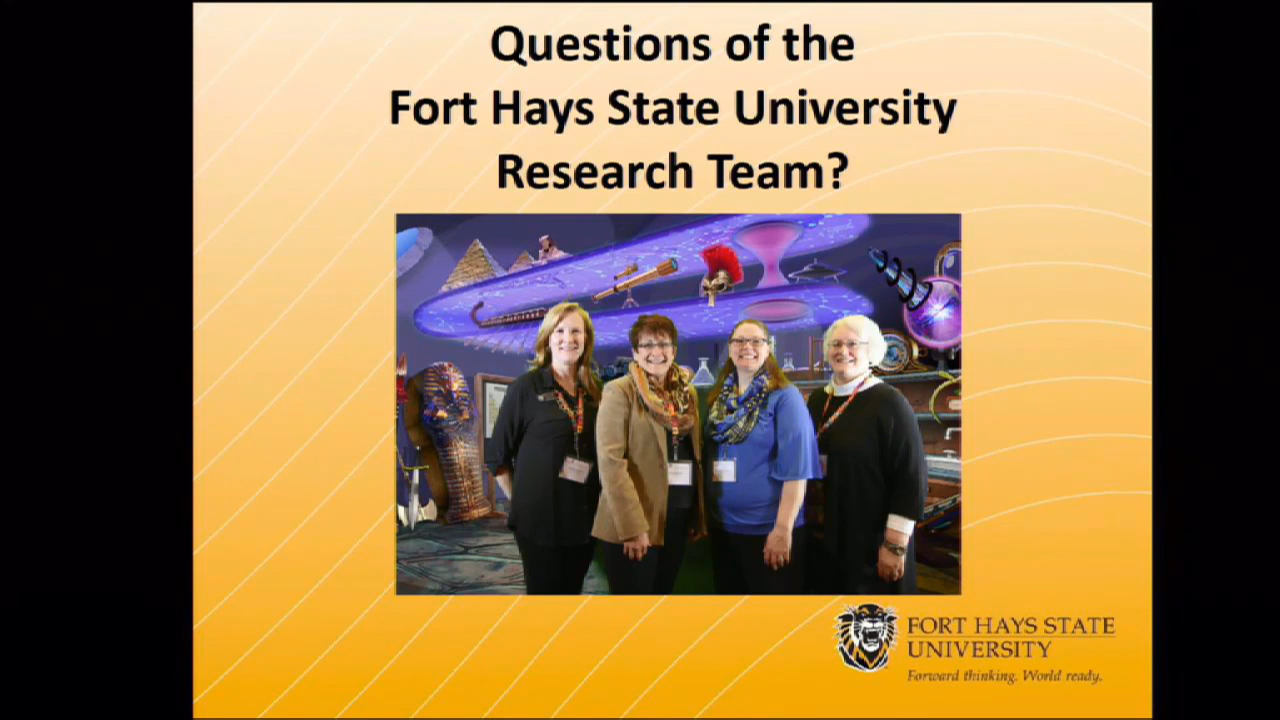 Questions of the
Fort Hays State University
Research Team?
FORT HAYS STATE
UNIVERSITY
Forward thinking. World ready.